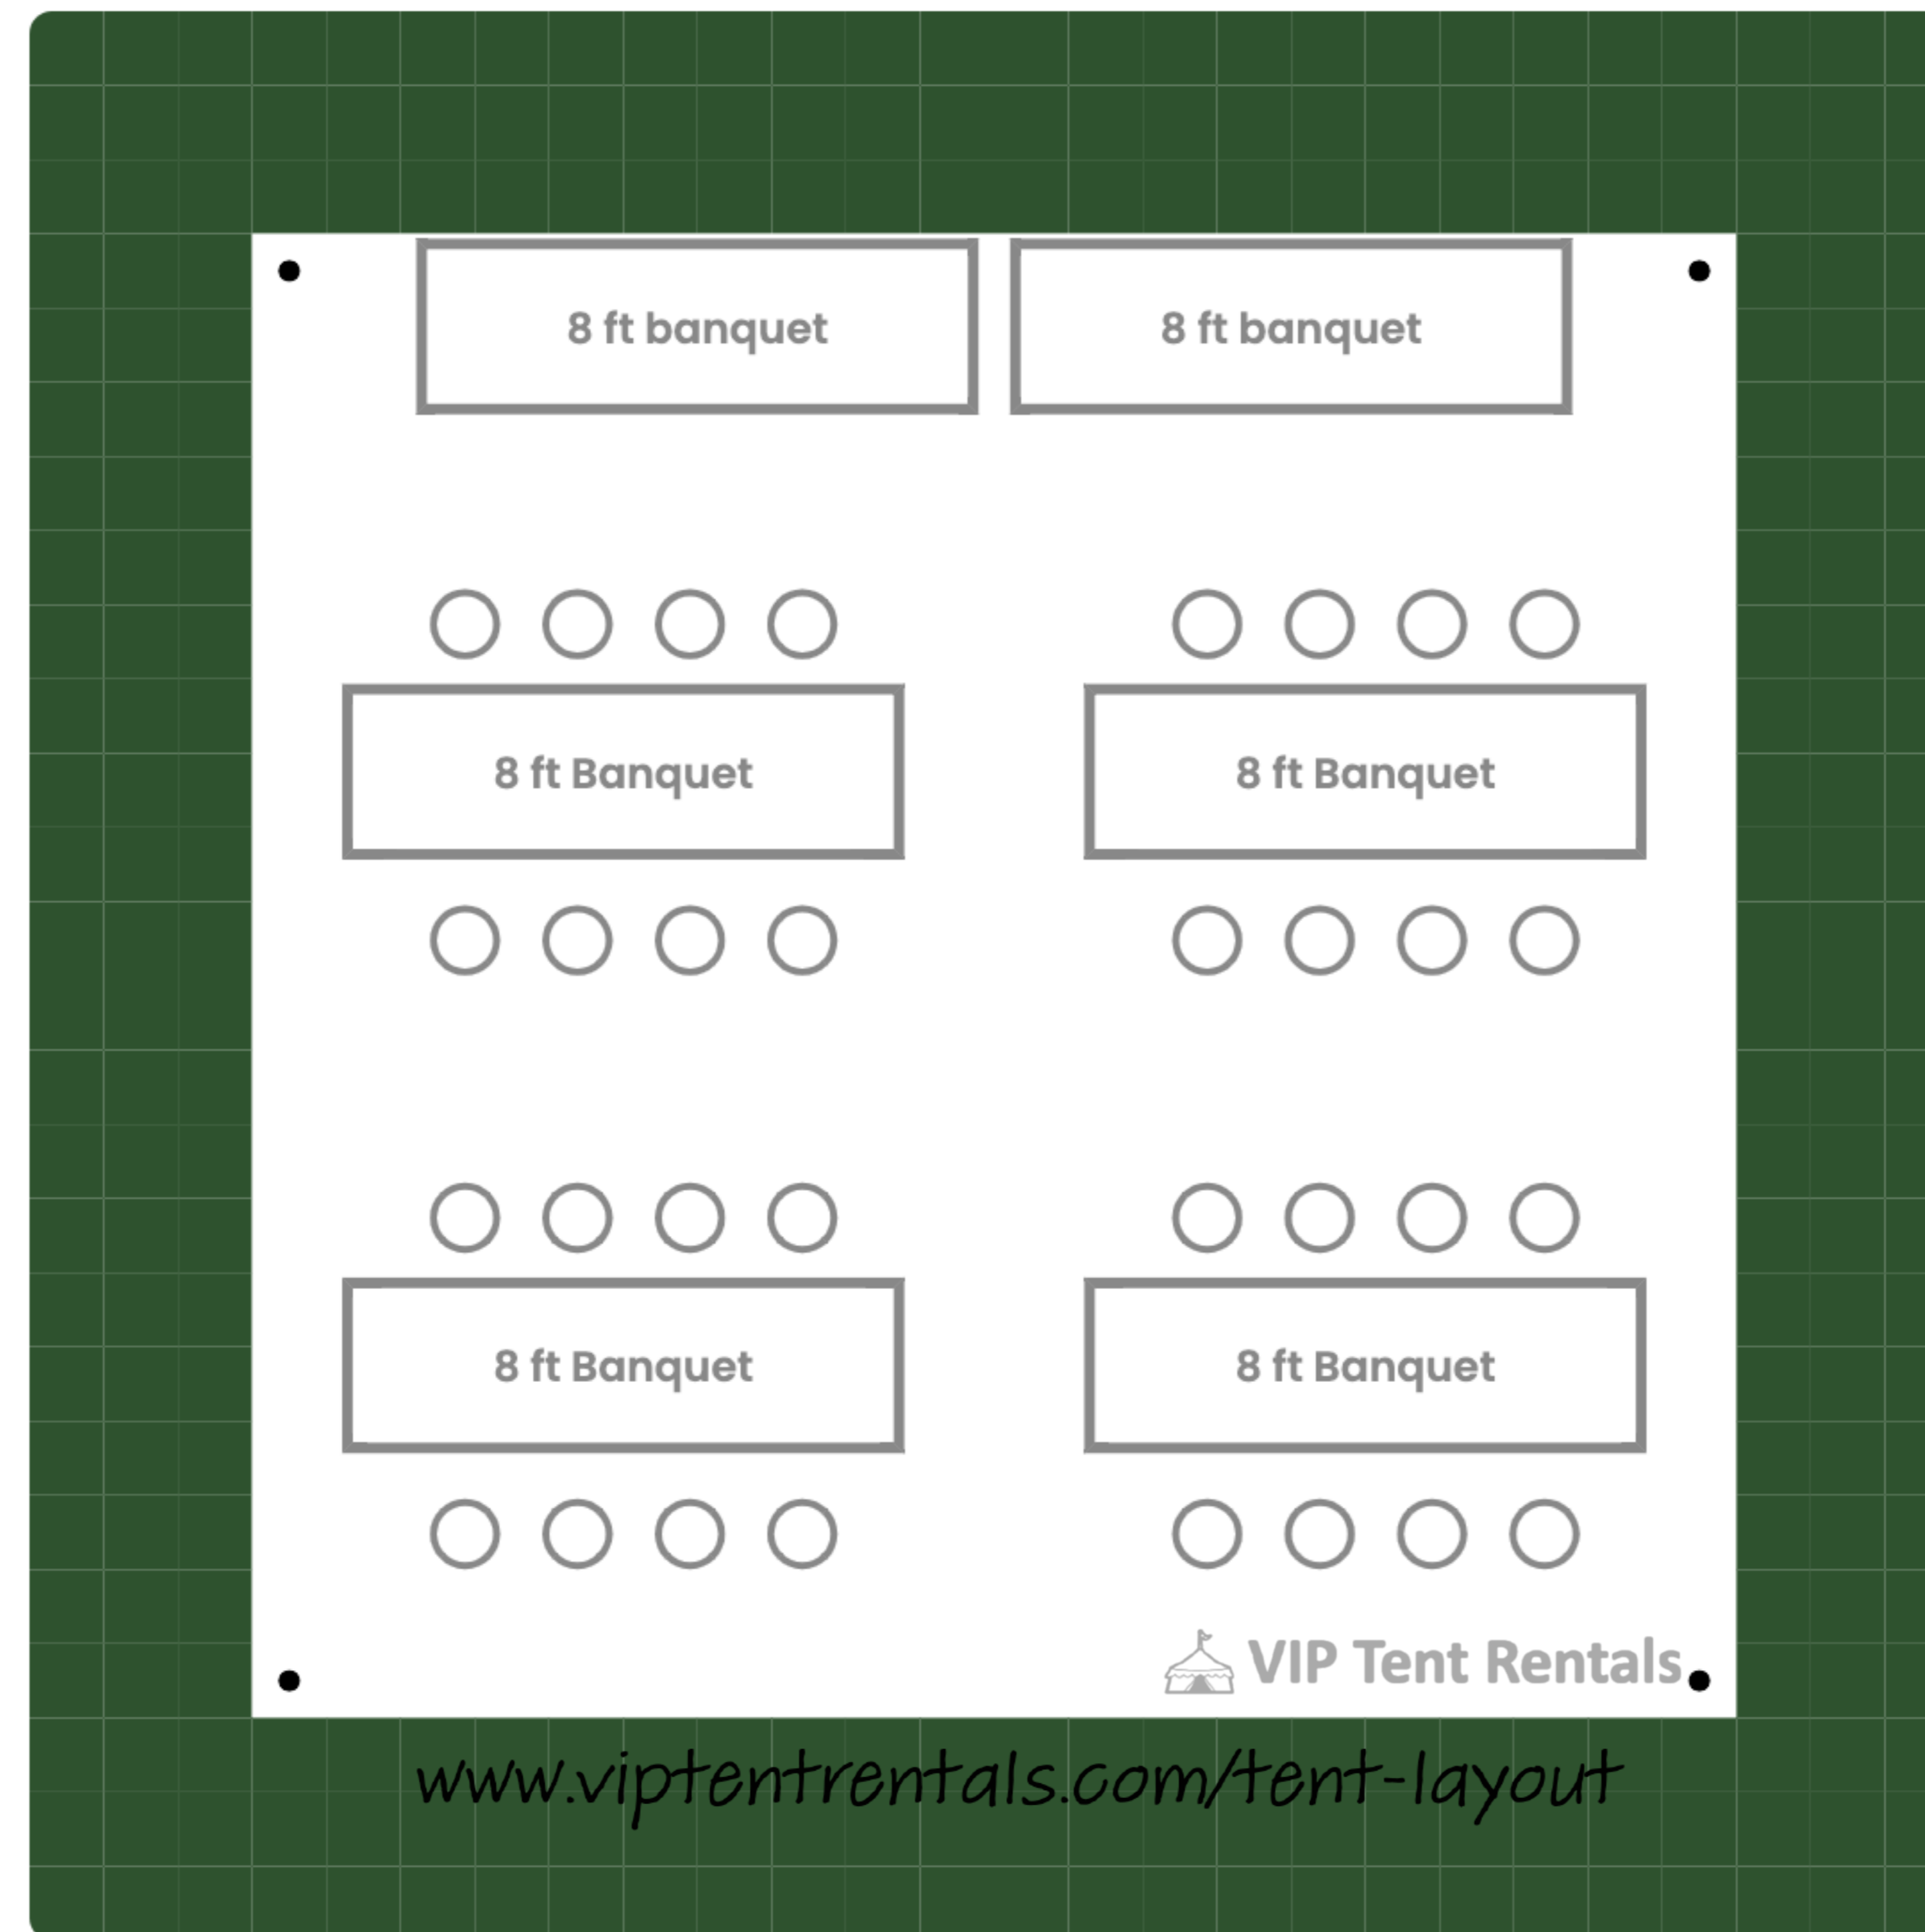 8 ft banquet 8 ft banquet
8 ft Banquet 8 ft Banquet
8 ft Banquet 8 ft Banquet
VIP Tent Rentals
www.viptentrentals.com/tent-layout